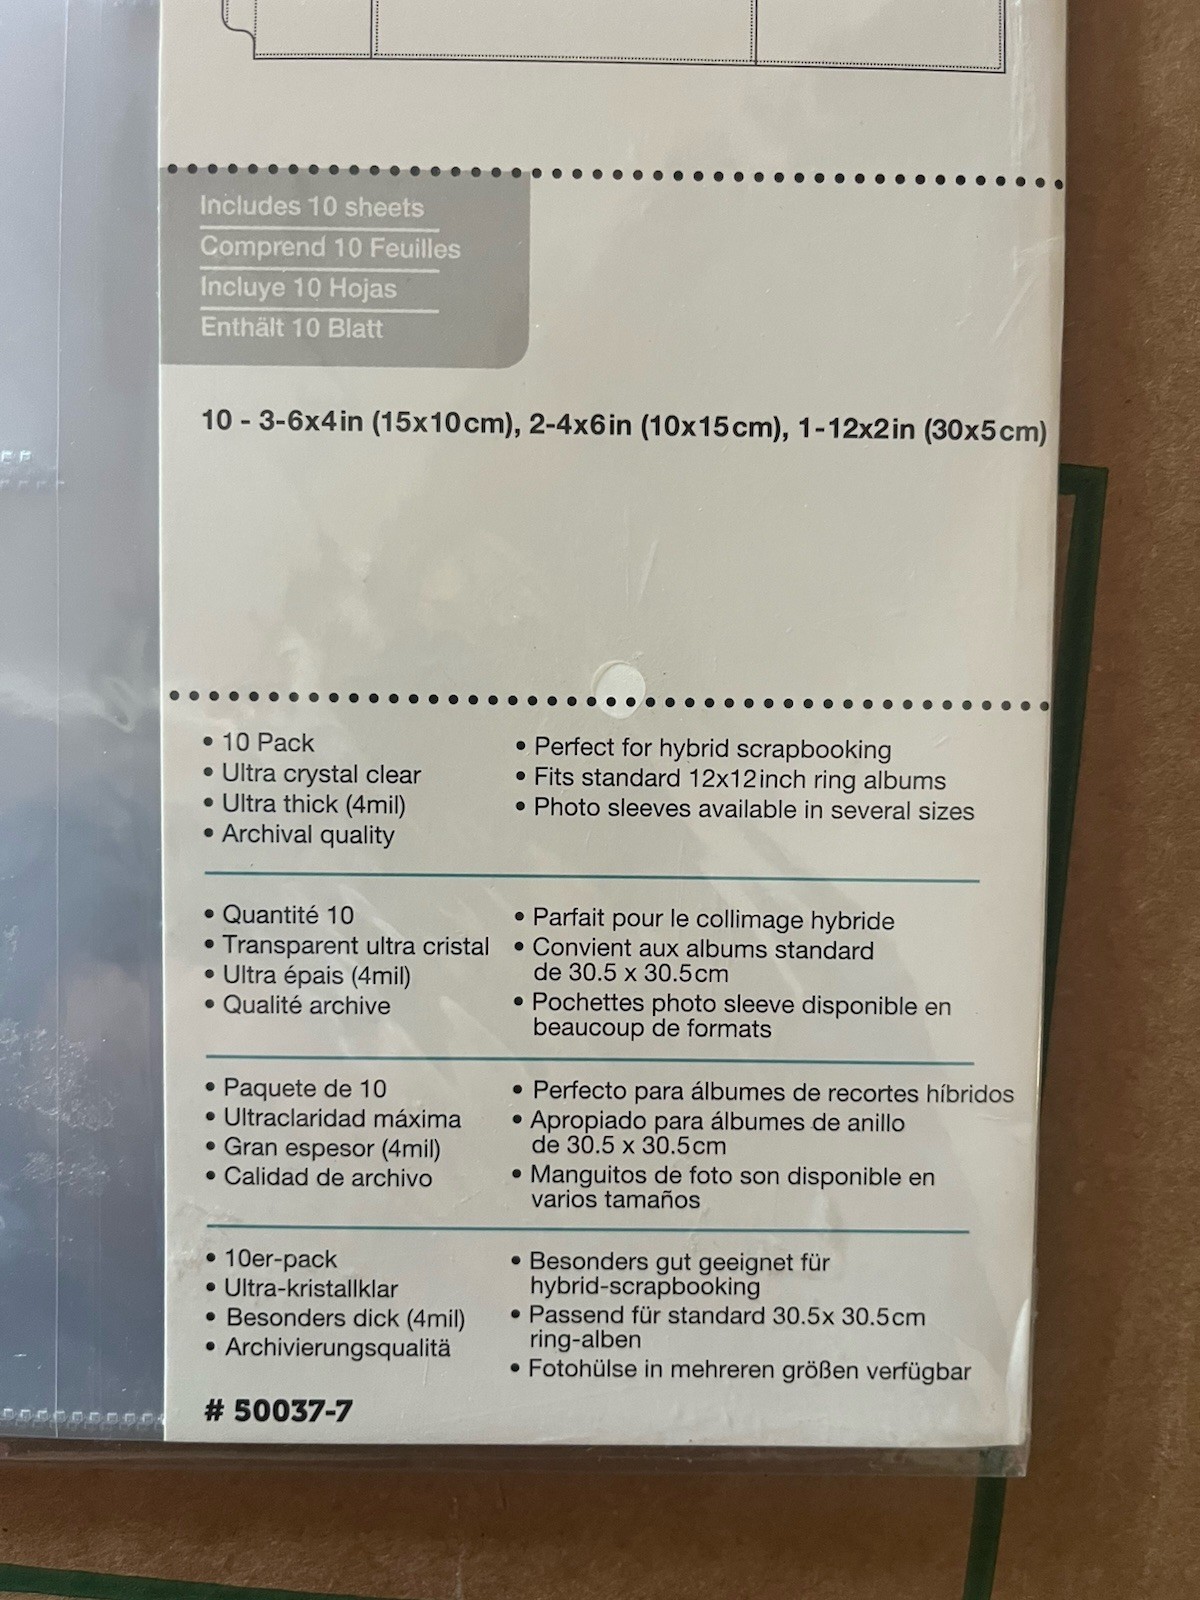 Includes 10 sheets
Comprend 10 Feuilles
Incluye 10 Hojas
Enthält 10 Blatt
10 - 3-6x4in (15x10cm), 2-4x6in (10x15cm), 1-12x2in (30x5cm)
• 10 Pack
• Ultra crystal clear
• Ultra thick (4mil)
• Archival quality
• Perfect for hybrid scrapbooking
• Fits standard 12x12inch ring albums
• Photo sleeves available in several sizes
• Quantité 10
• Transparent ultra cristal
• Ultra épais (4mil)
• Qualité archive
• Parfait pour le collimage hybride
• Convient aux albums standard
de 30.5 x 30.5cm
• Pochettes photo sleeve disponible en
beaucoup de formats
• Paquete de 10
• Ultraclaridad máxima
• Gran espesor (4mil)
• Calidad de archivo
• Perfecto para álbumes de recortes híbridos
• Apropiado para álbumes de anillo
de 30.5 x 30.5cm
• Manguitos de foto son disponible en
varios tamaños
• 10er-pack
• Ultra-kristallklar
• Besonders dick (4mil)
• Archivierungsqualitä
• Besonders gut geeignet für
hybrid-scrapbooking
• Passend für standard 30.5x 30.5cm
ring-alben
• Fotohülse in mehreren größen verfügbar
# 50037-7